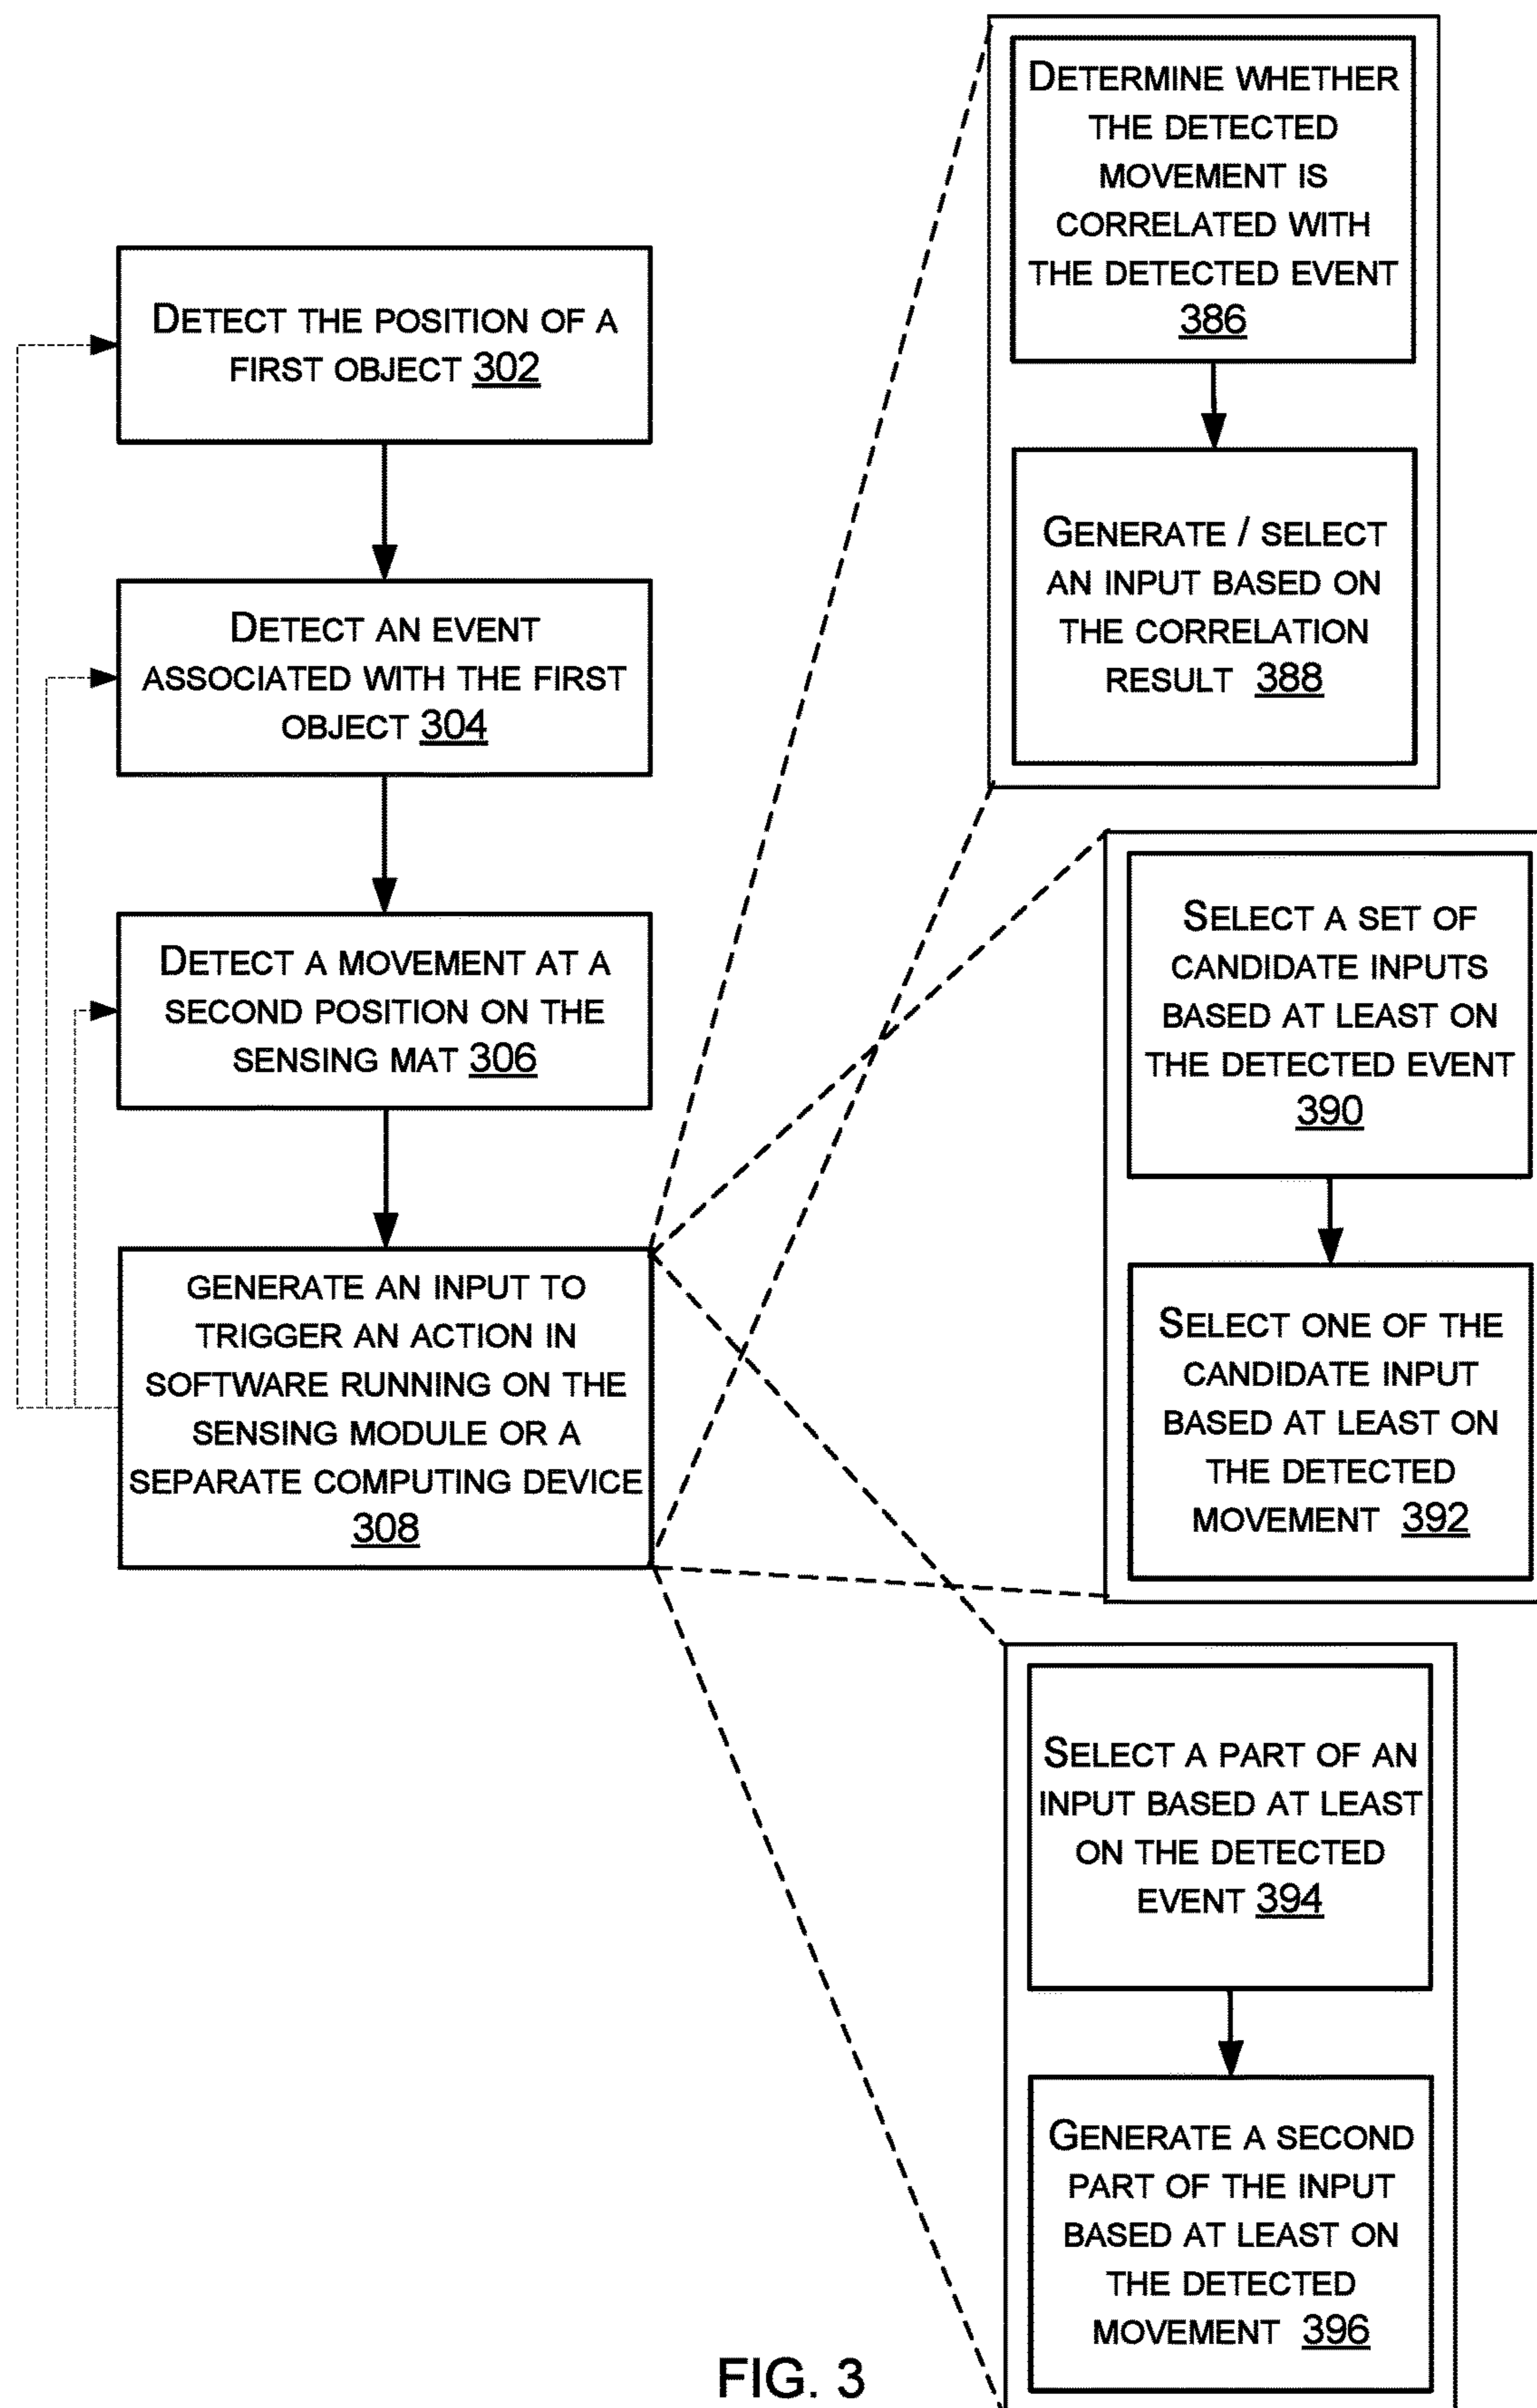 DETECT THE POSITION OF A
FIRST OBJECT 302
DETECT AN EVENT
ASSOCIATED WITH THE FIRST
OBJECT 304
DETECT A MOVEMENT AT A
SECOND POSITION ON THE
SENSING MAT 306
GENERATE AN INPUT TO
TRIGGER AN ACTION IN
SOFTWARE RUNNING ON THE
SENSING MODULE OR A
SEPARATE COMPUTING DEVICE
308
DETERMINE WHETHER
THE DETECTED
MOVEMENT IS
CORRELATED WITH
THE DETECTED EVENT
386
GENERATE / SELECT
AN INPUT BASED ON
THE CORRELATION
RESULT 388
SELECT A SET OF
CANDIDATE INPUTS
BASED AT LEAST ON
THE DETECTED EVENT
390
SELECT ONE OF THE
CANDIDATE INPUT
BASED AT LEAST ON
THE DETECTED
MOVEMENT 392
SELECT A PART OF AN
INPUT BASED AT LEAST
ON THE DETECTED
EVENT 394
GENERATE A SECOND
PART OF THE INPUT
BASED AT LEAST ON
THE DETECTED
MOVEMENT 396
FIG. 3